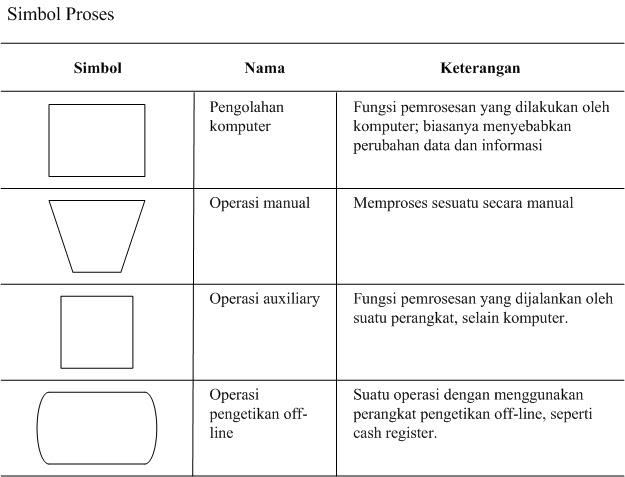 Simbol Proses
Simbol
Nama
Keterangan
Pengolahan
komputer
Fungsi pemrosesan yang dilakukan oleh
komputer; biasanya menyebabkan
perubahan data dan informasi
Operasi manual
Memproses sesuatu secara manual
Operasi auxiliary
Fungsi pemrosesan yang dijalankan oleh
suatu perangkat, selain komputer.
Operasi
pengetikan off-
line
Suatu operasi dengan menggunakan
perangkat pengetikan off-line, seperti
cash register.